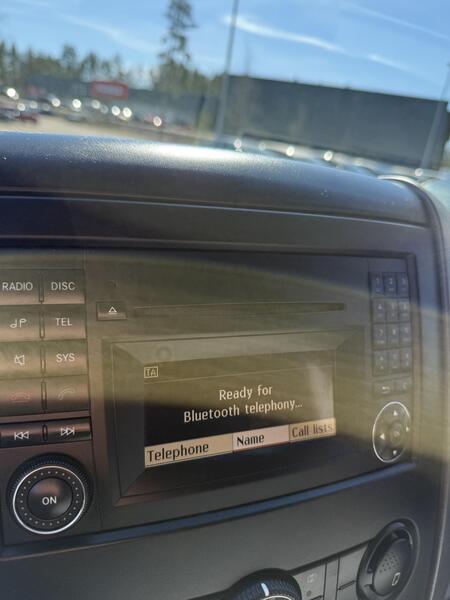 RADIO DISC
TEL
SYS
TA
Ready for
Bluetooth telephony...
Telephone Name Call lists
ON